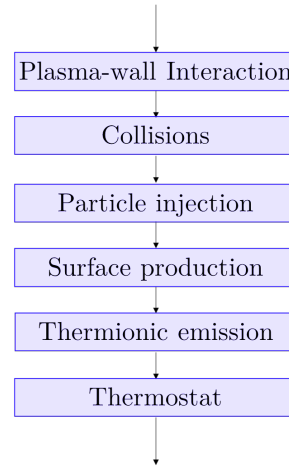 Plasma-wall Interaction
Collisions
Particle injection
Surface production
Thermionic emission
Thermostat